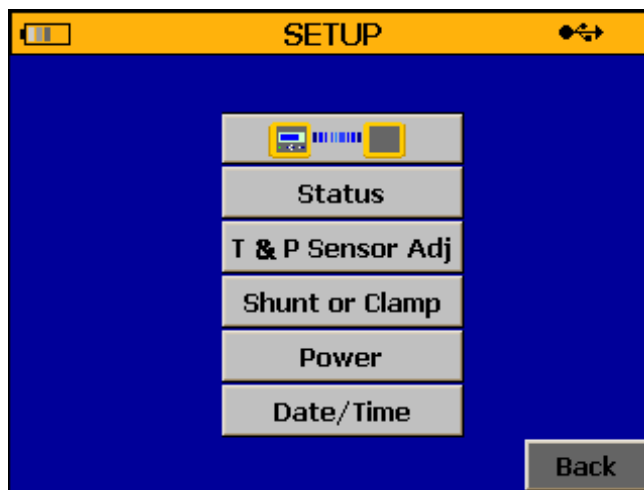 SETUP
Status
T & P Sensor Adj
Shunt or Clamp
Power
Date/Time
Back